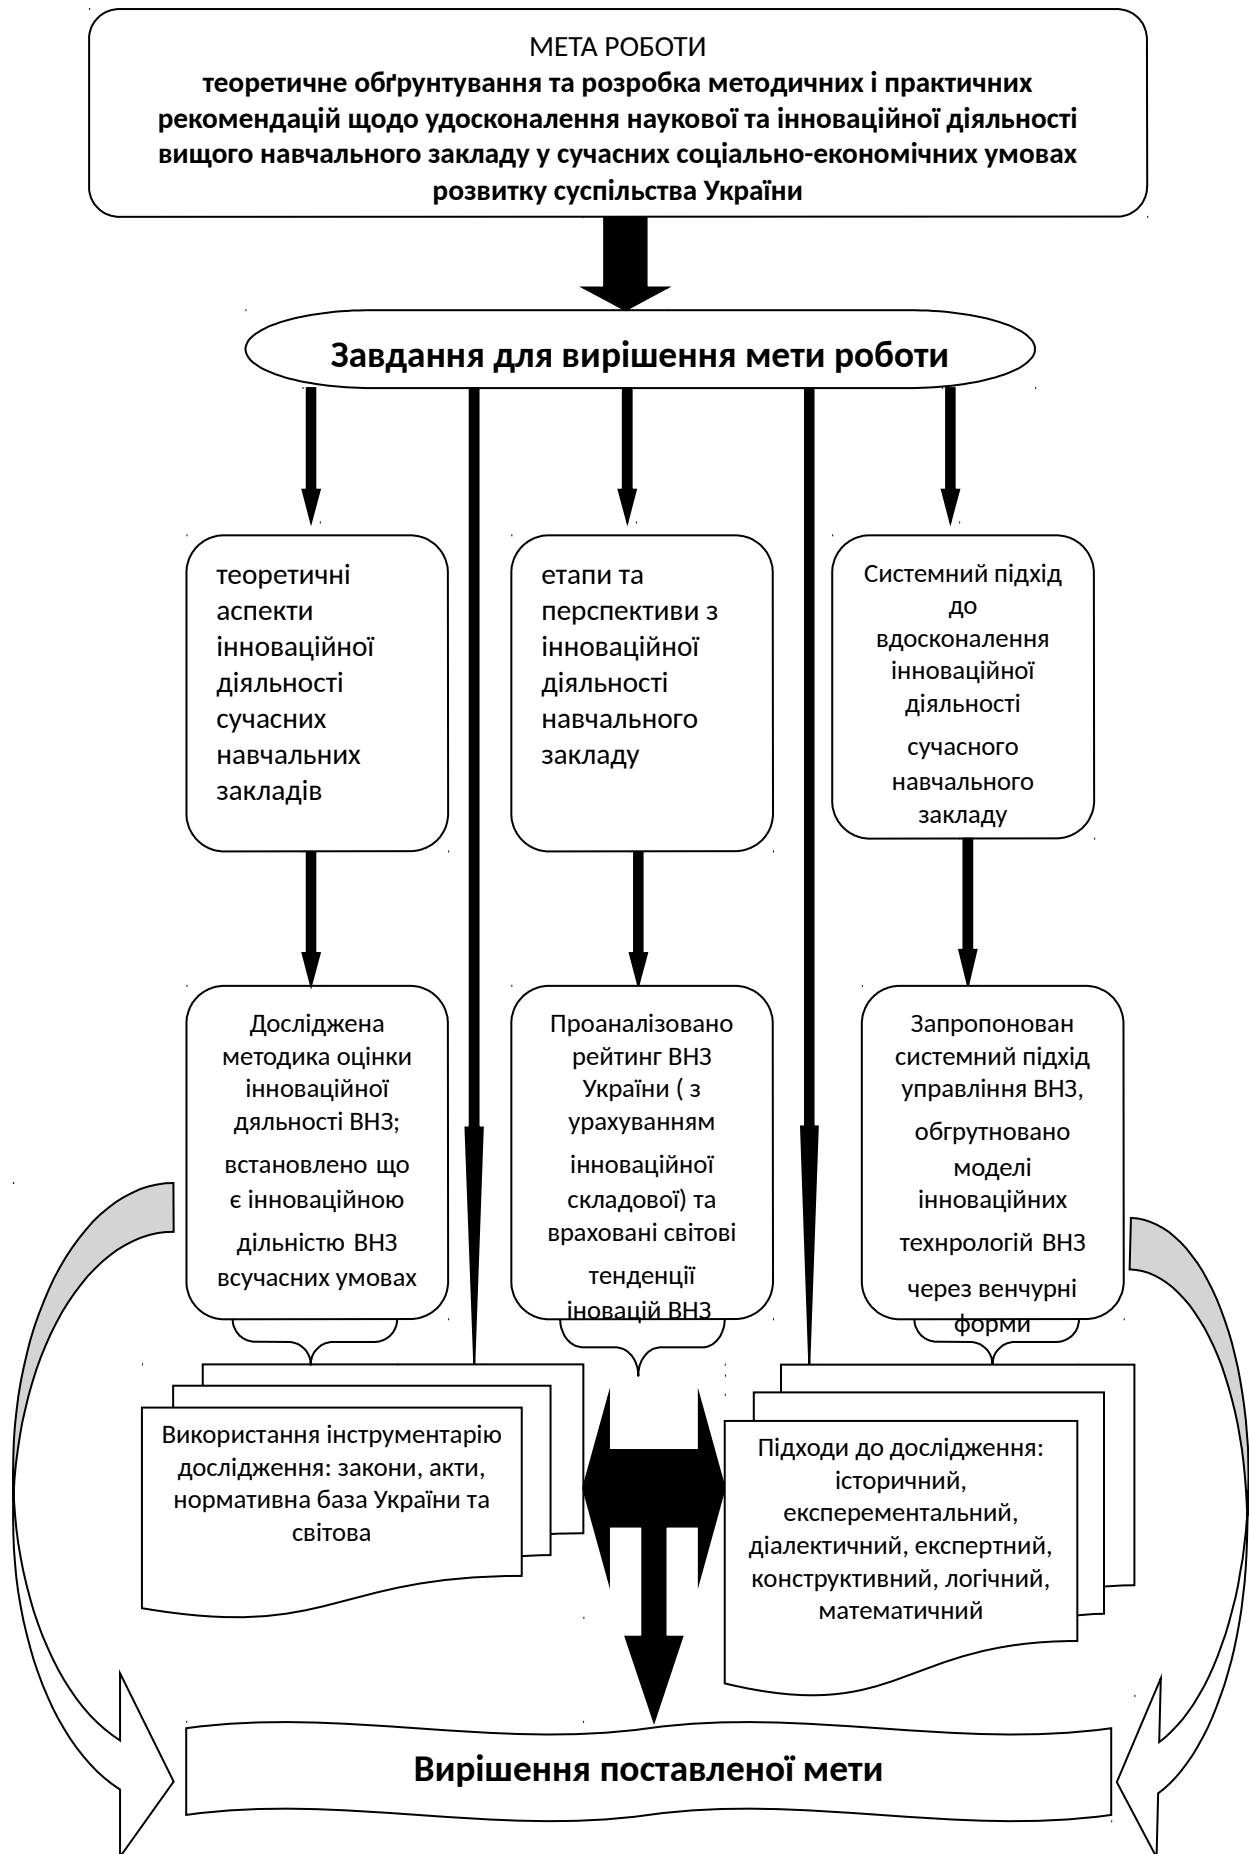 МЕТА РОБОТИ
теоретичне обґрунтування та розробка методичних і практичних
рекомендацій щодо удосконалення наукової та інноваційної діяльності
вищого навчального закладу у сучасних соціально-економічних умовах
розвитку суспільства України
Завдання для вирішення мети роботи
теоретичні
аспекти
інноваційної
діяльності
сучасних
навчальних
закладів
етапи та
перспективи з
інноваційної
діяльності
навчального
закладу
Системний підхід
до
вдосконалення
інноваційної
діяльності
сучасного
навчального
закладу
Досліджена
методика оцінки
інноваційної
дяльності ВНЗ;
встановлено що
є інноваційною
дільністю ВНЗ
всучасних умовах
Проаналізовано
рейтинг ВНЗ
України ( з
урахуванням
інноваційної
складової) та
враховані світові
тенденції
іновацій ВНЗ
Запропонован
системний підхід
управління ВНЗ,
обгрутновано
моделі
інноваційних
технрологій ВНЗ
через венчурні
форми
Використання інструментарію
дослідження: закони, акти,
нормативна база України та
світова
Підходи до дослідження:
історичний,
експерементальний,
діалектичний, експертний,
конструктивний, логічний,
математичний
Вирішення поставленої мети